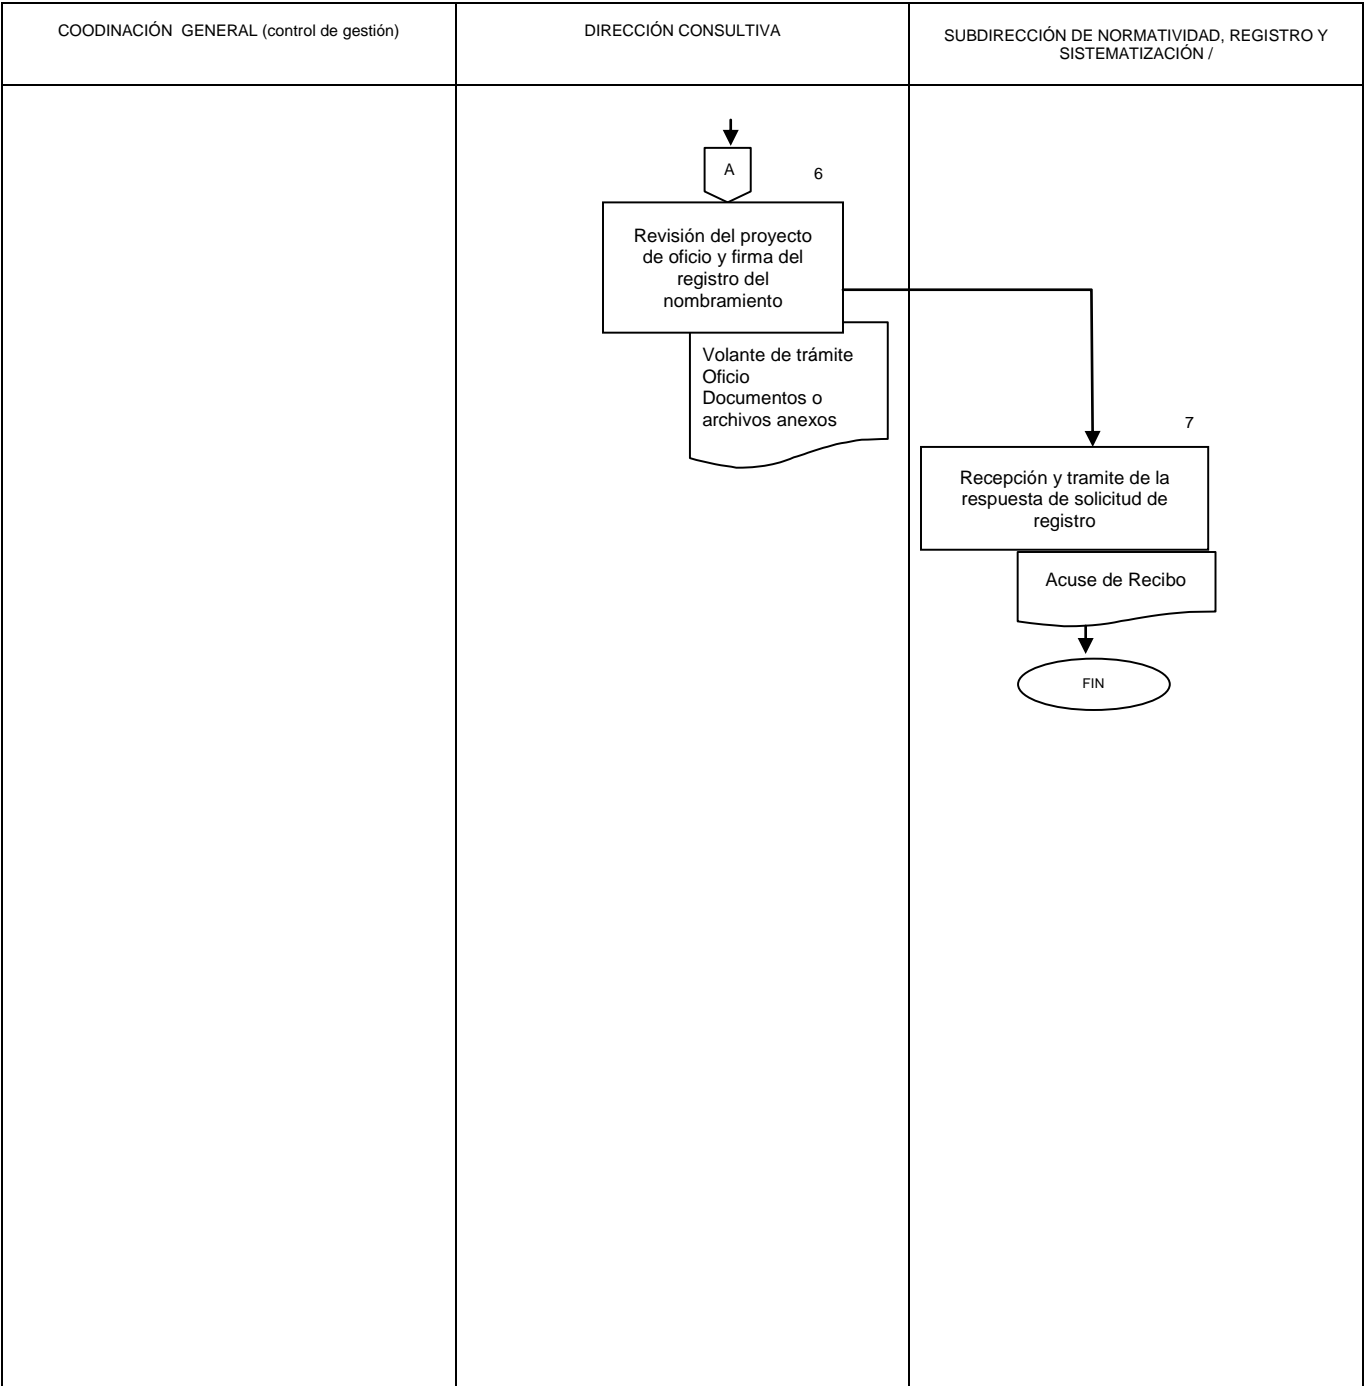 COODINACIÓN  GENERAL (control de gestión)
DIRECCIÓN CONSULTIVA
SUBDIRECCIÓN DE NORMATIVIDAD, REGISTRO Y
SISTEMATIZACIÓN /
A
6
Revisión del proyecto
de oficio y firma del
registro del
nombramiento
Volante de trámite
Oficio
Documentos o
archivos anexos
7
Recepción y tramite de la
respuesta de solicitud de
registro
Acuse de Recibo
FIN